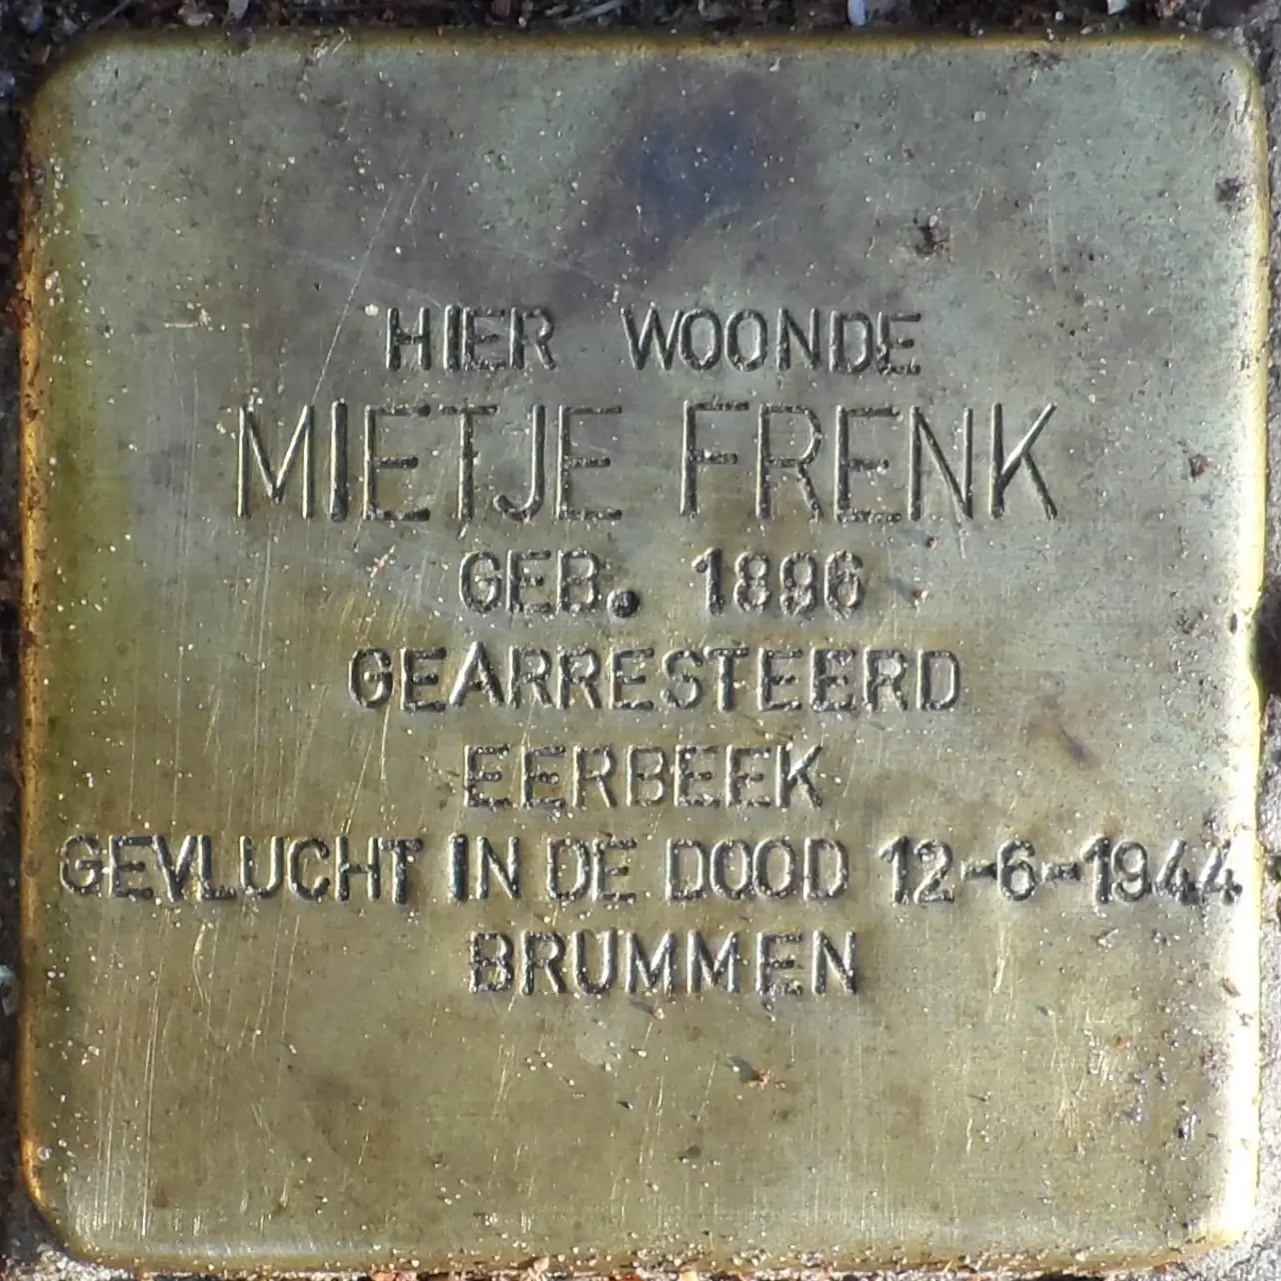 HIER WOONDE
MIETJE FRENK
GEB. 1896
GEARRESTEERD
EERBEEK
GEVLUCHT IN DE DOOD 12-6-1944
BRUMMEN